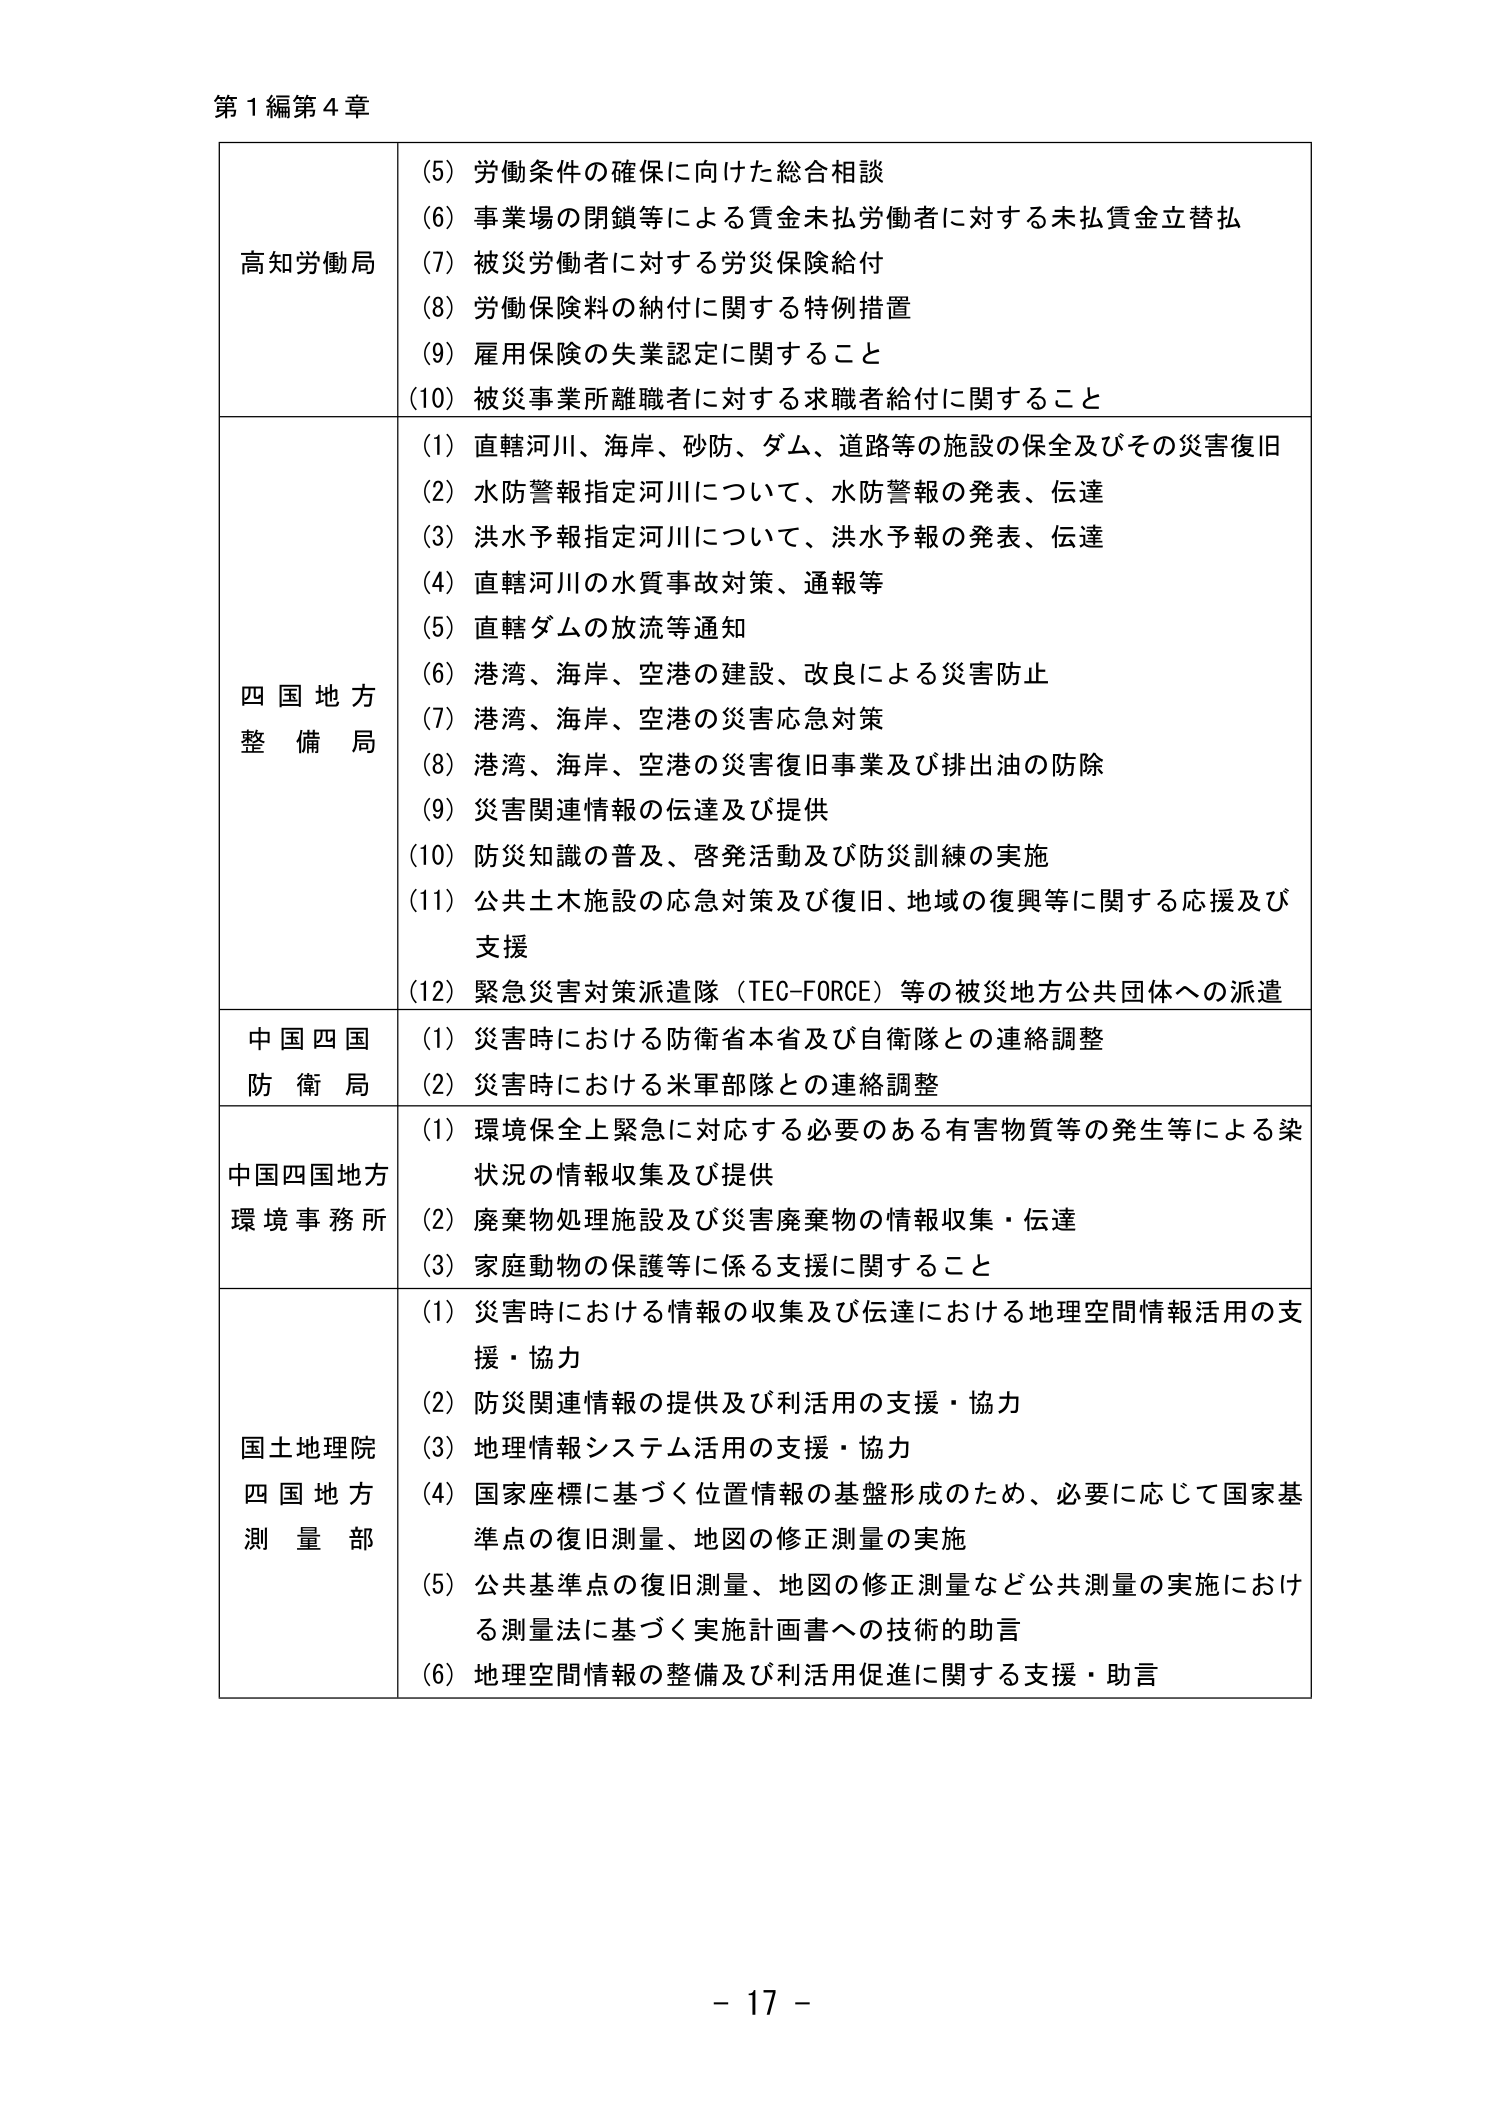 第1編第4章
高知労働局
(5) 労働条件の確保に向けた総合相談
(6) 事業場の閉鎖等による賃金未払労働者に対する未払賃金立替払
(7) 被災労働者に対する労災保険給付
(8) 労働保険料の納付に関する特例措置
(9) 雇用保険の失業認定に関すること
(10) 被災事業所離職者に対する求職者給付に関すること
四国地方
整備局
(1) 直轄河川、海岸、砂防、ダム、道路等の施設の保全及びその災害復旧
(2) 水防警報指定河川について、水防警報の発表、伝達
(3) 洪水予報指定河川について、洪水予報の発表、伝達
(4) 直轄河川の水質事故対策、通報等
(5) 直轄ダムの放流等通知
(6) 港湾、海岸、空港の建設、改良による災害防止
(7) 港湾、海岸、空港の災害応急対策
(8) 港湾、海岸、空港の災害復旧事業及び排出油の防除
(9) 災害関連情報の伝達及び提供
(10) 防災知識の普及、啓発活動及び防災訓練の実施
(11) 公共土木施設の応急対策及び復旧、地域の復興等に関する応援及び
支援
(12) 緊急災害対策派遣隊（TEC-FORCE）等の被災地方公共団体への派遣
中国四国
防衛局
(1) 災害時における防衛省本省及び自衛隊との連絡調整
(2) 災害時における米軍部隊との連絡調整
中国四国地方
環境事務所
(1) 環境保全上緊急に対応する必要のある有害物質等の発生等による染
状況の情報収集及び提供
(2) 廃棄物処理施設及び災害廃棄物の情報収集・伝達
(3) 家庭動物の保護等に係る支援に関すること
国土地理院
四国地方
測量部
(1) 災害時における情報の収集及び伝達における地理空間情報活用の支
援・協力
(2) 防災関連情報の提供及び利活用の支援・協力
(3) 地理情報システム活用の支援・協力
(4) 国家座標に基づく位置情報の基盤形成のため、必要に応じて国家基
準点の復旧測量、地図の修正測量の実施
(5) 公共基準点の復旧測量、地図の修正測量など公共測量の実施におけ
る測量法に基づく実施計画書への技術的助言
(6) 地理空間情報の整備及び利活用促進に関する支援・助言
- 17 -